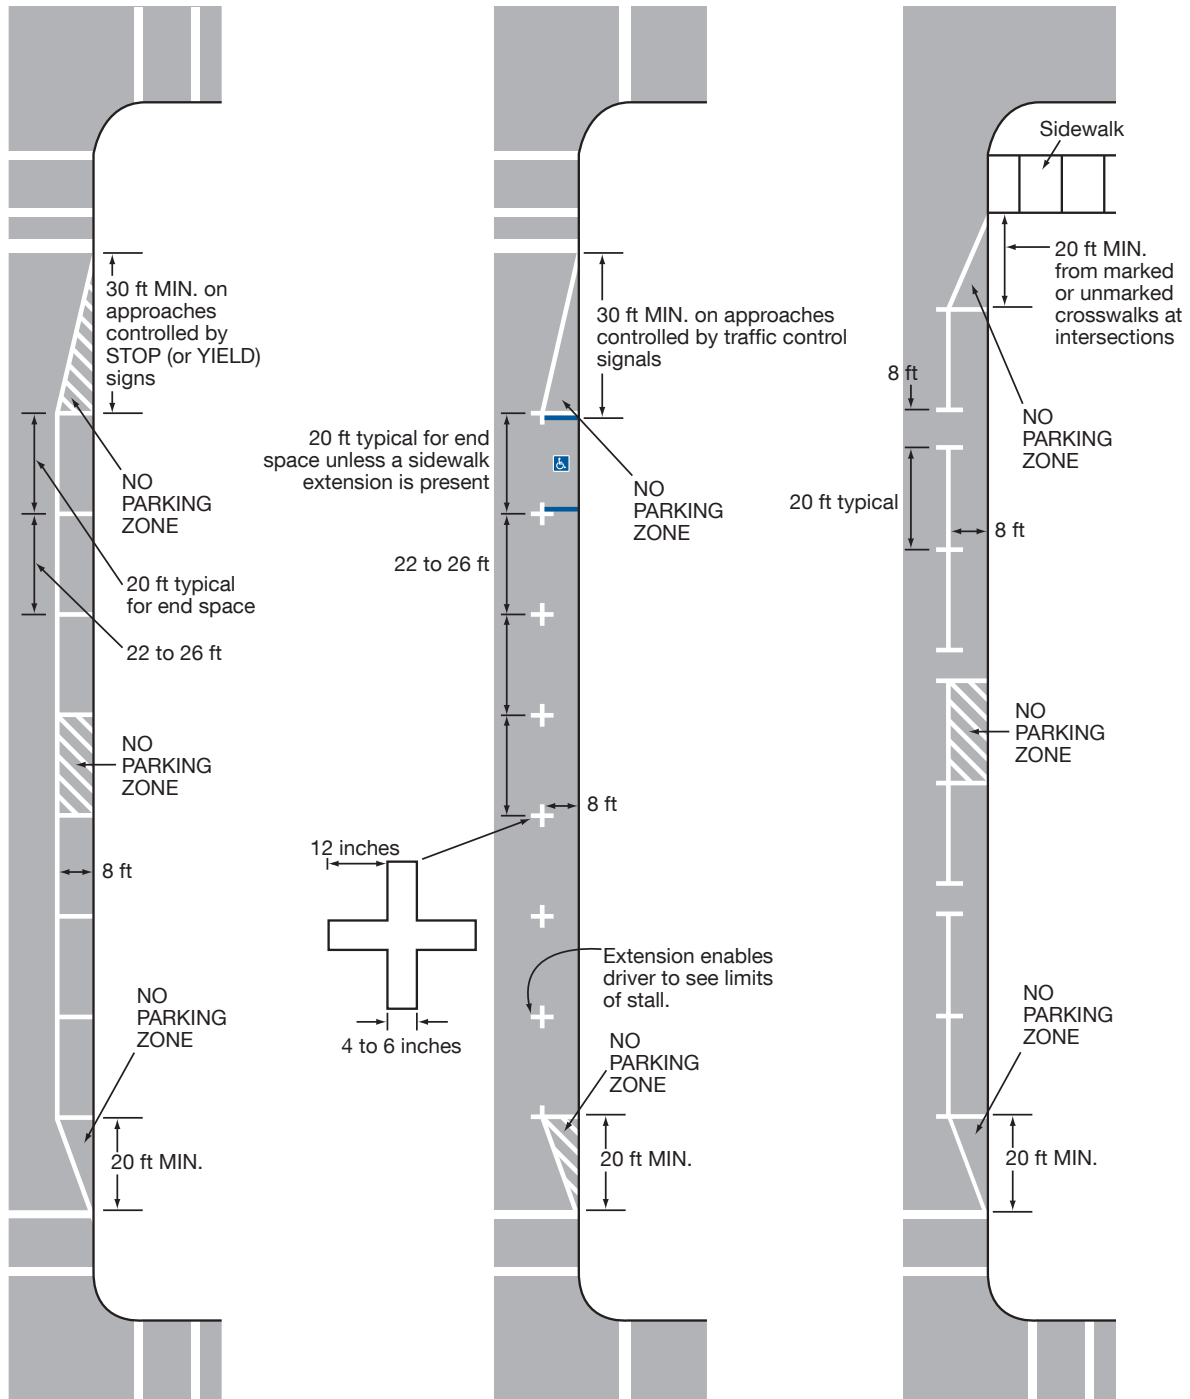 30 ft MIN. on
approaches
controlled by
STOP (or YIELD)
signs
NO
PARKING
ZONE
20 ft typical
for end space
22 to 26 ft
NO
PARKING
ZONE
8 ft
NO
PARKING
ZONE
20 ft MIN.
30 ft MIN. on approaches
controlled by traffic control
signals
20 ft typical for end
space unless a sidewalk
extension is present
NO
PARKING
ZONE
22 to 26 ft
8 ft
12 inches
4 to 6 inches
Extension enables
driver to see limits
of stall.
NO
PARKING
ZONE
20 ft MIN.
Sidewalk
20 ft MIN.
from marked
or unmarked
crosswalks at
intersections
8 ft
NO
PARKING
ZONE
20 ft typical
8 ft
NO
PARKING
ZONE
NO
PARKING
ZONE
20 ft MIN.